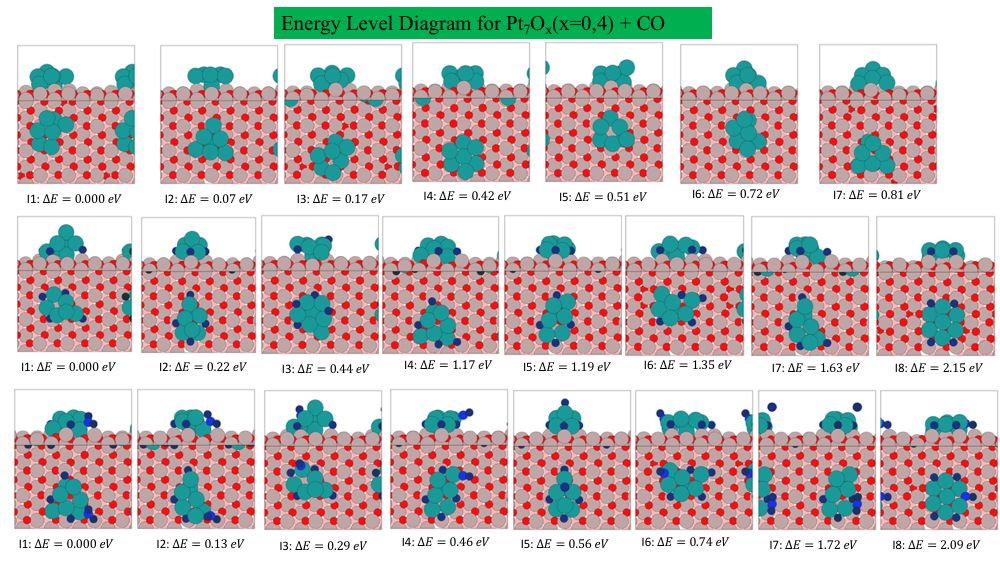 Energy Level Diagram for Pt₇Oₓ(x=0,4) + CO
I1: ΔE = 0.000 eV
I2: ΔE = 0.07 eV
I3: ΔE = 0.17 eV
I4: ΔE = 0.42 eV
I5: ΔE = 0.51 eV
I6: ΔE = 0.72 eV
I7: ΔE = 0.81 eV
I1: ΔE = 0.000 eV
I2: ΔE = 0.22 eV
I3: ΔE = 0.44 eV
I4: ΔE = 1.17 eV
I5: ΔE = 1.19 eV
I6: ΔE = 1.35 eV
I7: ΔE = 1.63 eV
I8: ΔE = 2.15 eV
I1: ΔE = 0.000 eV
I2: ΔE = 0.13 eV
I3: ΔE = 0.29 eV
I4: ΔE = 0.46 eV
I5: ΔE = 0.56 eV
I6: ΔE = 0.74 eV
I7: ΔE = 1.72 eV
I8: ΔE = 2.09 eV